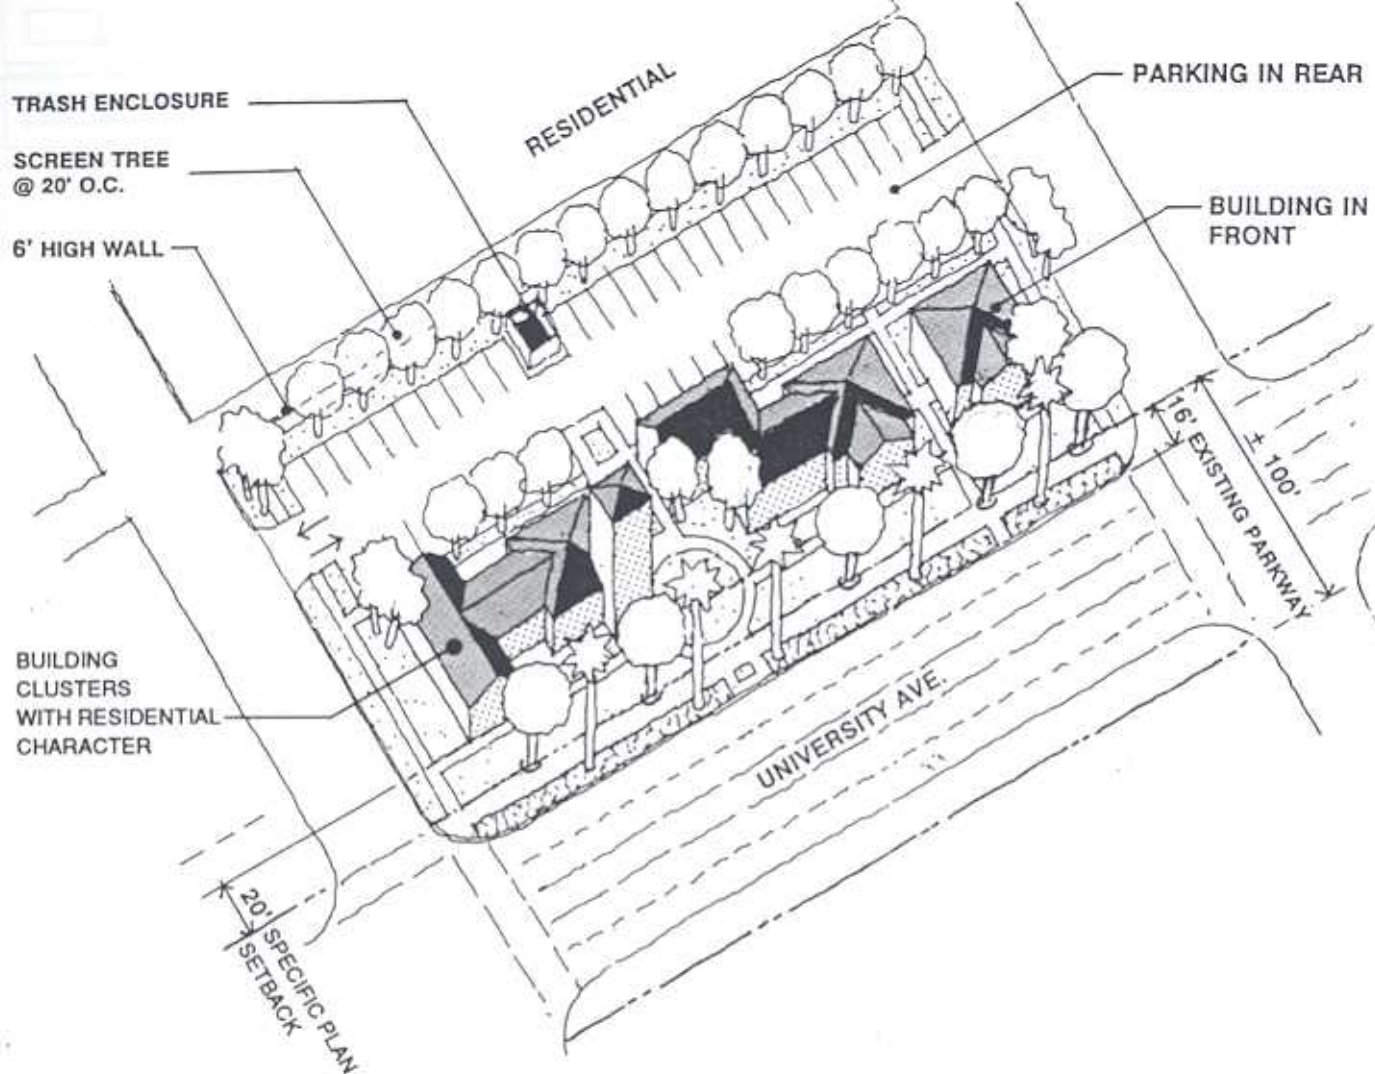 TRASH ENCLOSURE
SCREEN TREE
@ 20' O.C.
6' HIGH WALL
RESIDENTIAL
PARKING IN REAR
BUILDING IN
FRONT
16' EXISTING PARKWAY
± 100'
BUILDING
CLUSTERS
WITH RESIDENTIAL
CHARACTER
UNIVERSITY AVE.
20' SPECIFIC PLAN
SETBACK